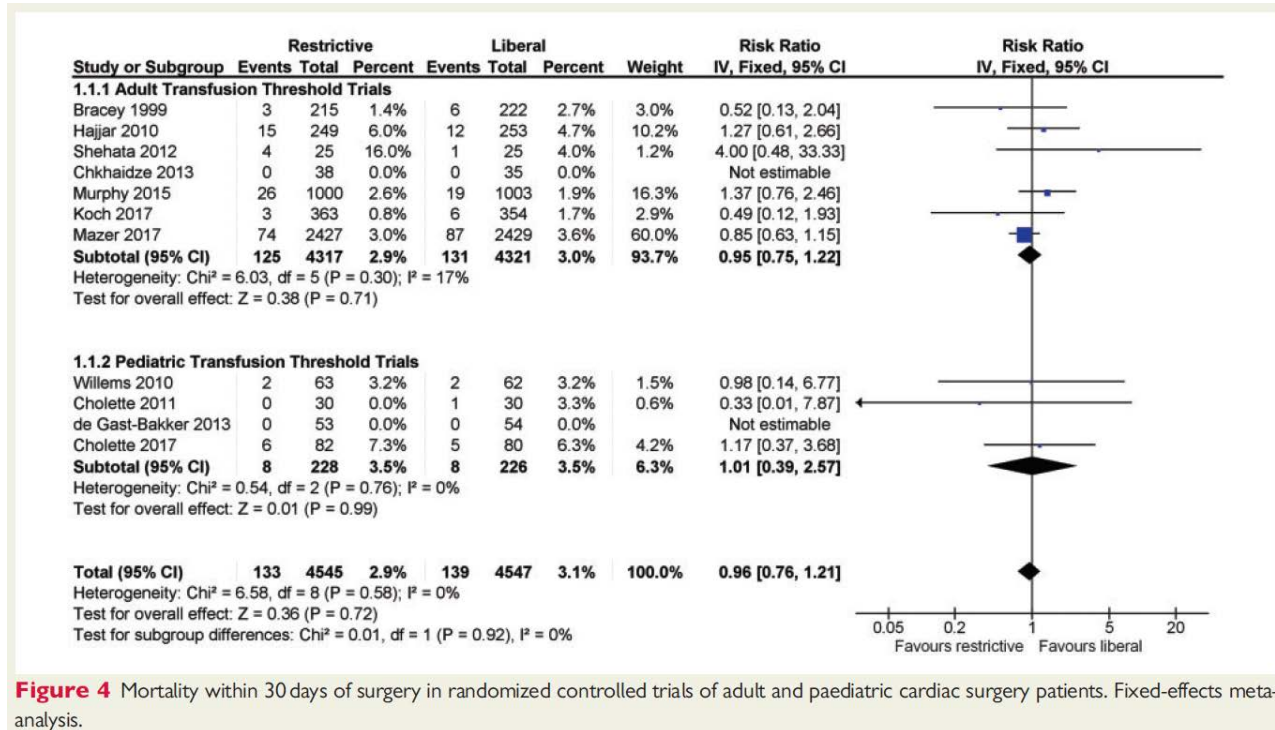 Restrictive Liberal Risk Ratio Risk Ratio
Study or Subgroup Events Total Percent Events Total Percent Weight IV, Fixed, 95% CI IV, Fixed, 95% CI
1.1.1 Adult Transfusion Threshold Trials
Bracey 1999 3 215 1.4% 6 222 2.7% 3.0% 0.52 [0.13, 2.04]
Hajjar 2010 15 249 6.0% 12 253 4.7% 10.2% 1.27 [0.61, 2.66]
Shehata 2012 4 25 16.0% 1 25 4.0% 1.2% 4.00 [0.48, 33.33]
Chkhaidze 2013 0 38 0.0% 0 35 0.0% Not estimable
Murphy 2015 26 1000 2.6% 19 1003 1.9% 16.3% 1.37 [0.76, 2.46]
Koch 2017 3 363 0.8% 6 354 1.7% 2.9% 0.49 [0.12, 1.93]
Mazer 2017 74 2427 3.0% 87 2429 3.6% 60.0% 0.85 [0.63, 1.15]
Subtotal (95% CI) 125 4317 2.9% 131 4321 3.0% 93.7% 0.95 [0.75, 1.22]
Heterogeneity: Chi² = 6.03, df = 5 (P = 0.30); I² = 17%
Test for overall effect: Z = 0.38 (P = 0.71)
1.1.2 Pediatric Transfusion Threshold Trials
Willems 2010 2 63 3.2% 2 62 3.2% 1.5% 0.98 [0.14, 6.77]
Cholette 2011 0 30 0.0% 1 30 3.3% 0.6% 0.33 [0.01, 7.87]
de Gast-Bakker 2013 0 53 0.0% 0 54 0.0% Not estimable
Cholette 2017 6 82 7.3% 5 80 6.3% 4.2% 1.17 [0.37, 3.68]
Subtotal (95% CI) 8 228 3.5% 8 226 3.5% 6.3% 1.01 [0.39, 2.57]
Heterogeneity: Chi² = 0.54, df = 2 (P = 0.76); I² = 0%
Test for overall effect: Z = 0.01 (P = 0.99)
Total (95% CI) 133 4545 2.9% 139 4547 3.1% 100.0% 0.96 [0.76, 1.21]
Heterogeneity: Chi² = 6.58, df = 8 (P = 0.58); I² = 0%
Test for overall effect: Z = 0.36 (P = 0.72)
Test for subgroup differences: Chi² = 0.01, df = 1 (P = 0.92), I² = 0%
0.05 0.2 1 5 20
Favours restrictive Favours liberal
Figure 4 Mortality within 30 days of surgery in randomized controlled trials of adult and paediatric cardiac surgery patients. Fixed-effects meta-
analysis.